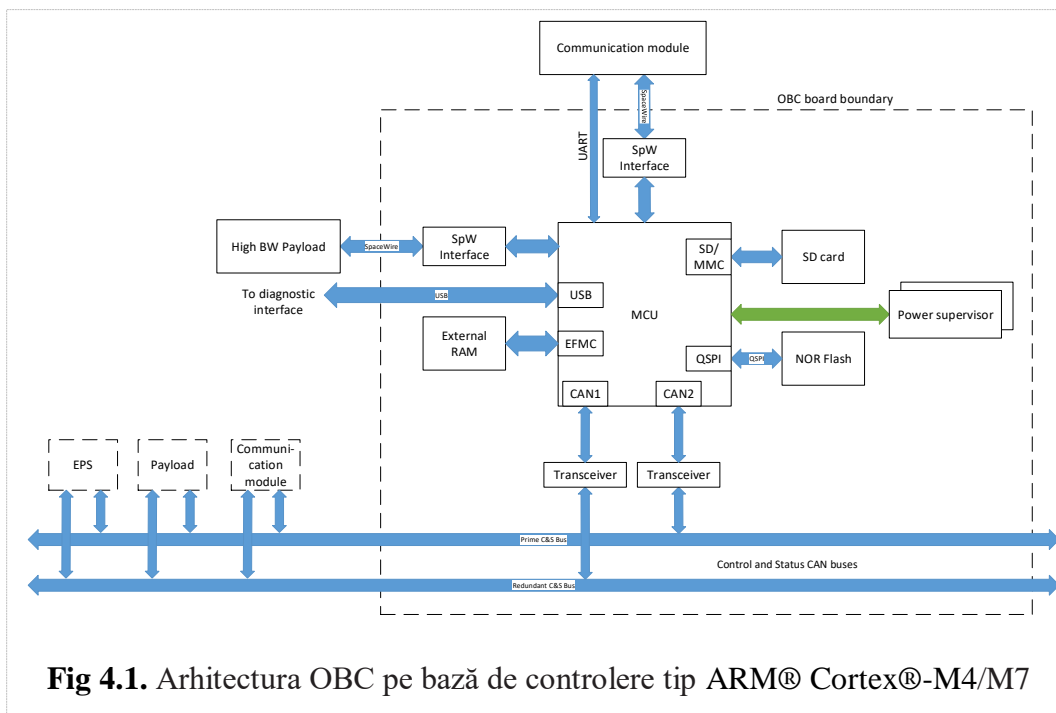 Communication module
OBC board boundary
SpaceWire
UART
SpW
Interface
High BW Payload
SpaceWire
SpW
Interface
SD/
MMC
SD card
To diagnostic
interface
USB
USB
MCU
Power supervisor
External
RAM
EFMC
QSPI
QSPI
NOR Flash
CAN1
CAN2
EPS
Payload
Communi-
cation
module
Transceiver
Transceiver
Prime C&S Bus
Control and Status CAN buses
Redundant C&S Bus
Fig 4.1. Arhitectura OBC pe bază de controlere tip ARM® Cortex®-M4/M7